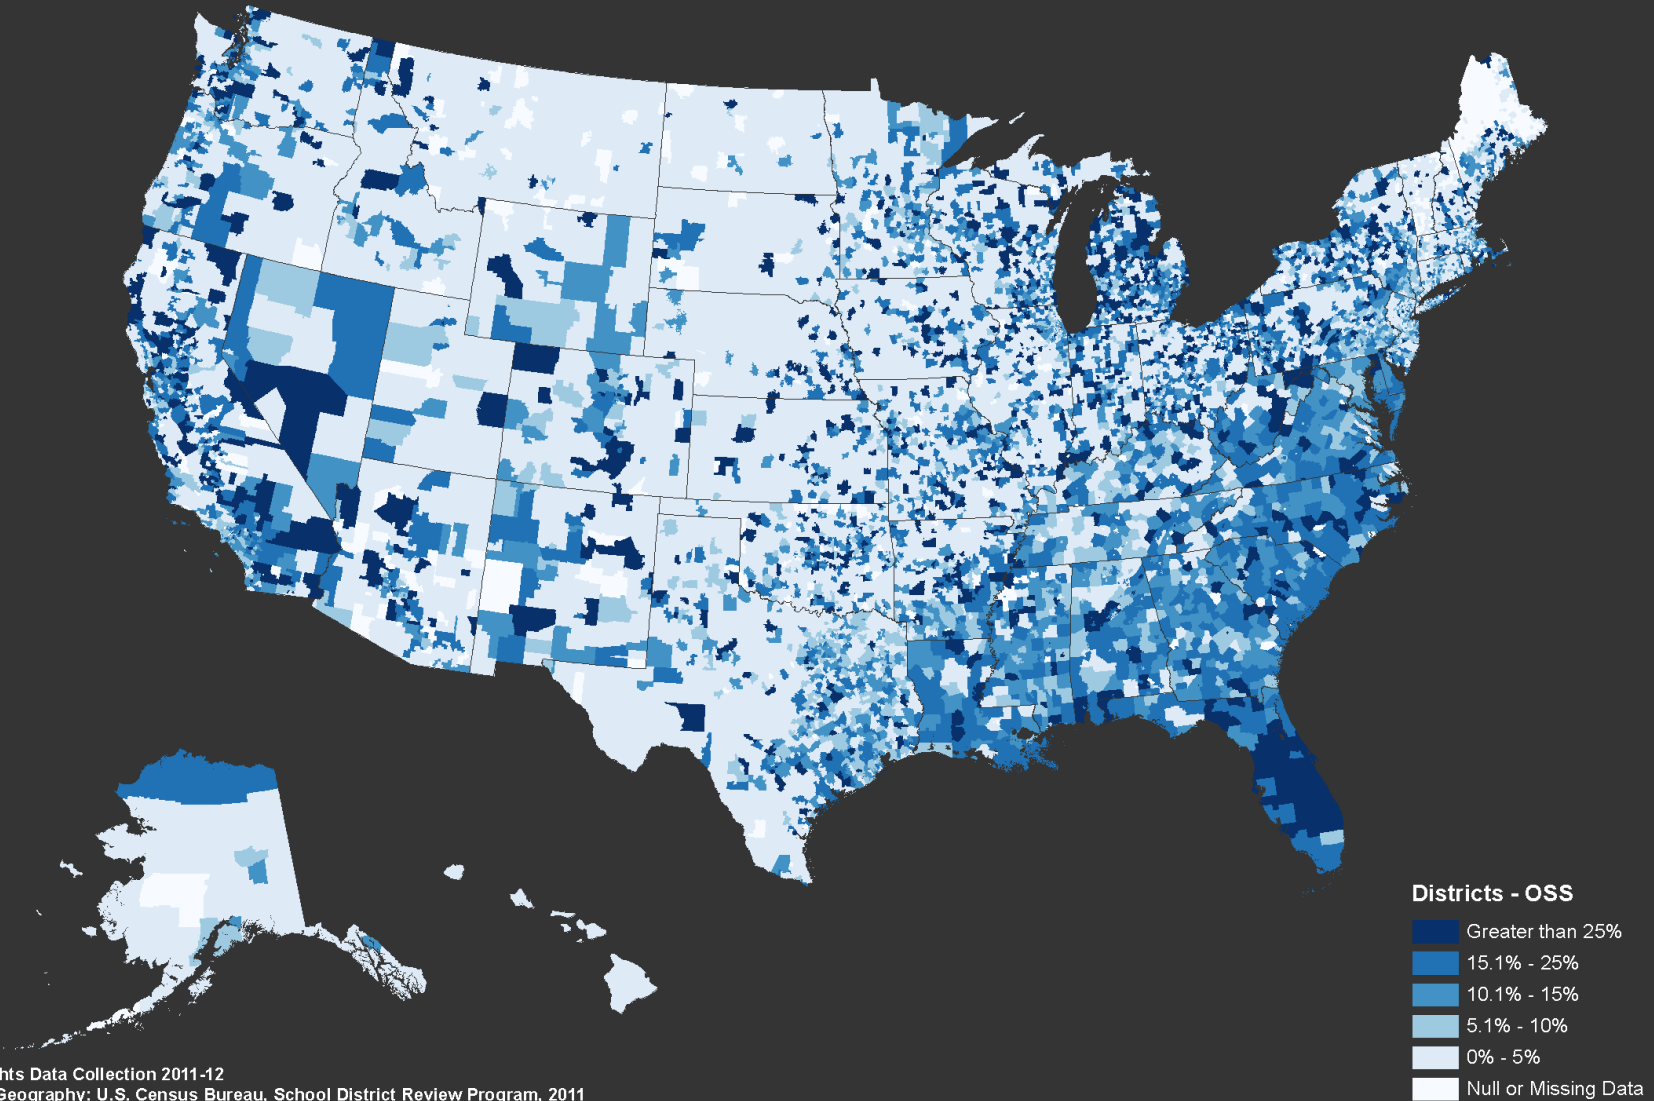 Districts - OSS
Greater than 25%
15.1% - 25%
10.1% - 15%
5.1% - 10%
0% - 5%
Null or Missing Data
hts Data Collection 2011-12
Geography: U.S. Census Bureau, School District Review Program, 2011